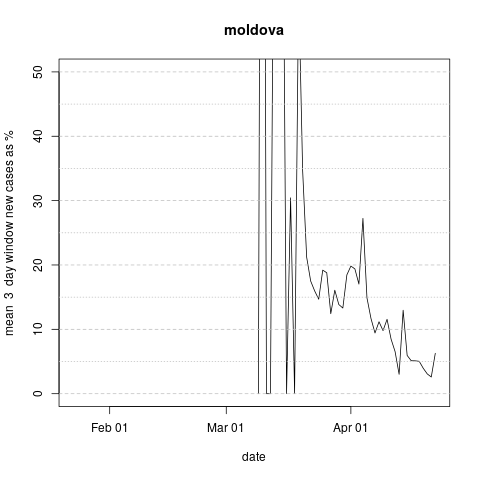 moldova
mean 3 day window new cases as %
50
40
30
20
10
0
Feb 01
Mar 01
Apr 01
date